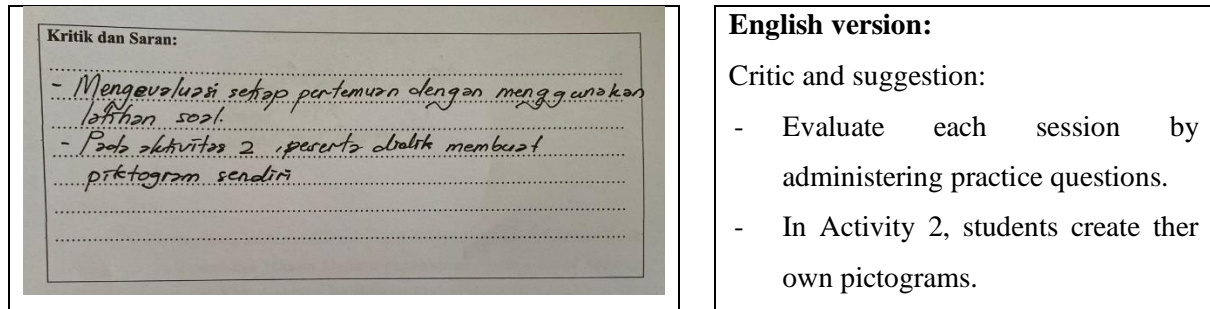 Kritik dan Saran:
- Mengevaluasi setiap pertemuan dengan menggunakan
latihan soal.
- Pada aktivitas 2, peserta didik membuat
piktogram sendiri
English version:
Critic and suggestion:
- Evaluate each session by
administering practice questions.
- In Activity 2, students create ther
own pictograms.